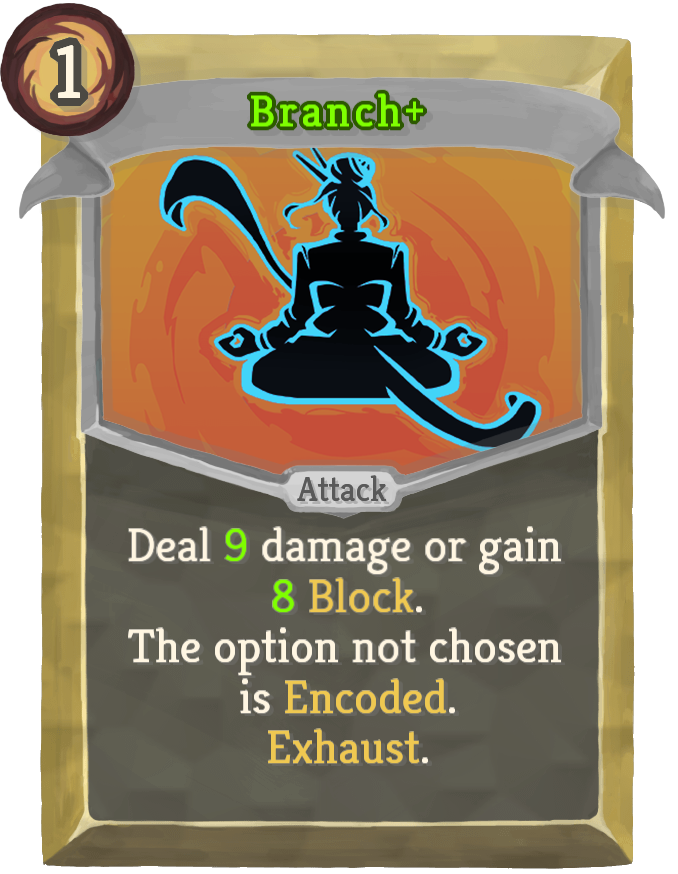 1
Branch+
Attack
Deal 9 damage or gain
8 Block.
The option not chosen
is Encoded.
Exhaust.